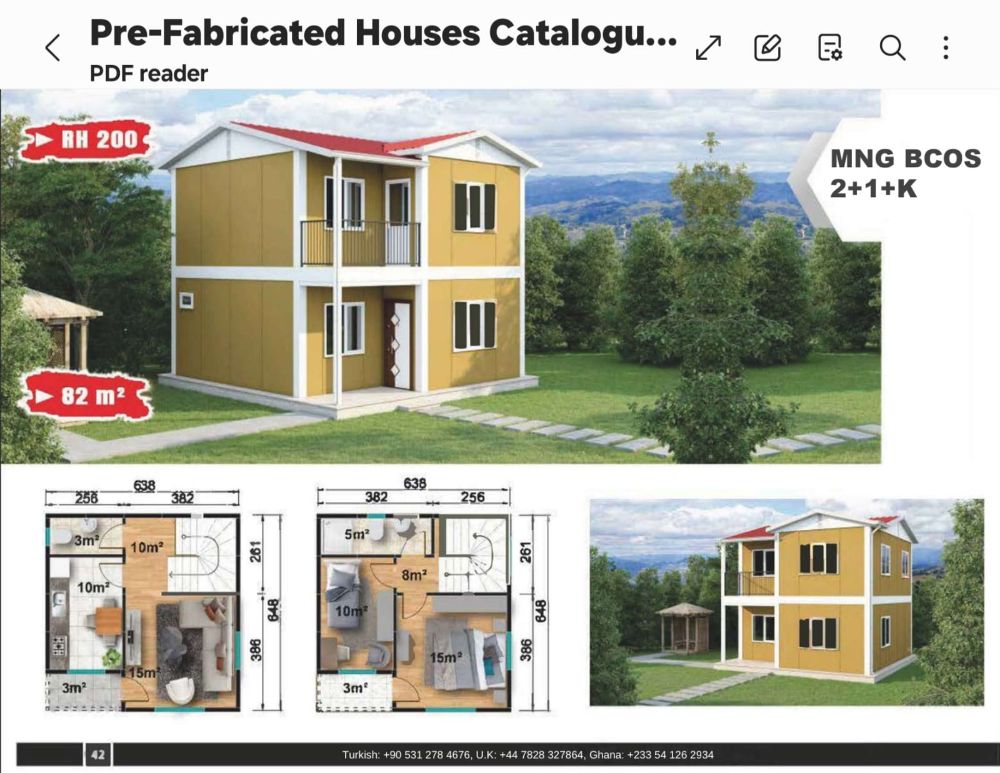 Pre-Fabricated Houses Catalogu...
PDF reader
RH 200
MNG BCOS
2+1+K
82 m²
638
256 382
3m²
10m²
10m²
15m²
3m²
261
386
648
638
382 256
5m²
8m²
10m²
15m²
3m²
261
386
648
42
Turkish: +90 531 278 4676, U.K: +44 7828 327864, Ghana: +233 54 126 2934